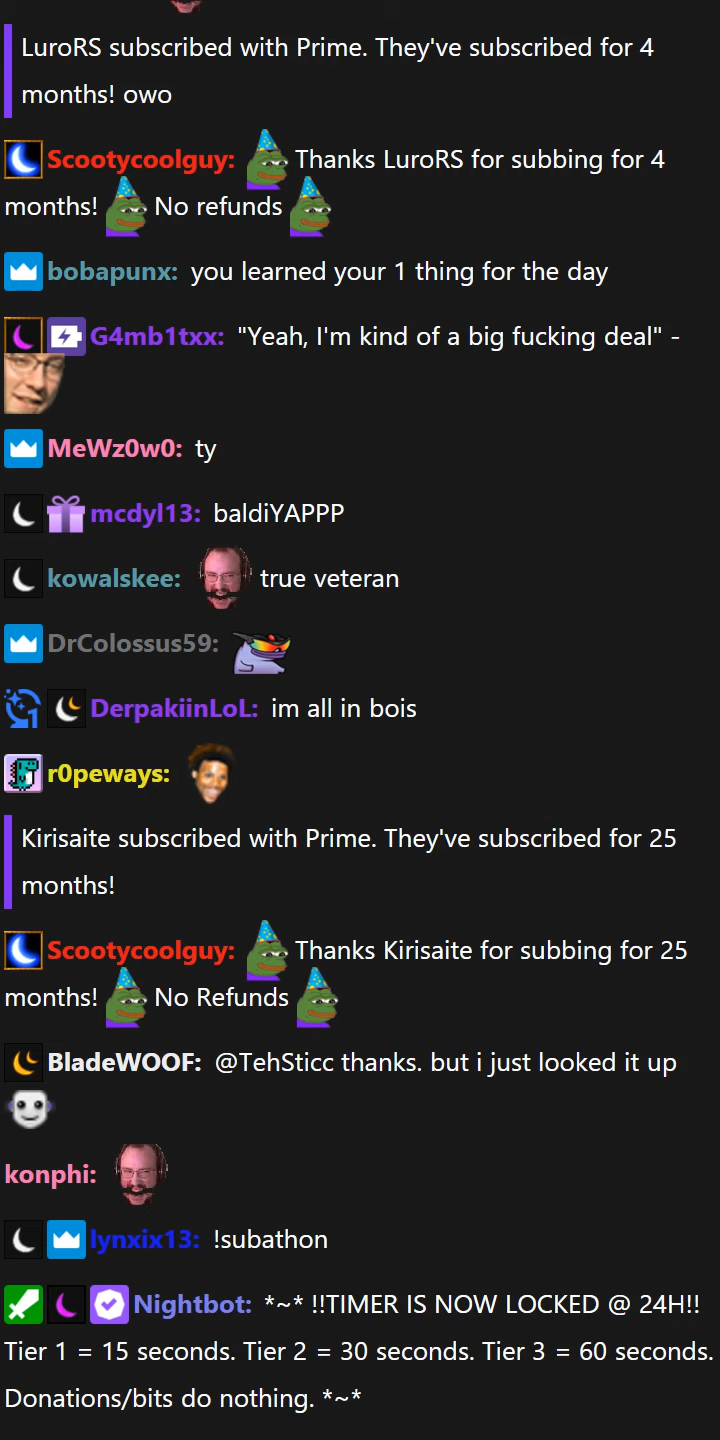 LuroRS subscribed with Prime. They've subscribed for 4
months! owo
Scootycoolguy: Thanks LuroRS for subbing for 4
months! No refunds
bobapunx: you learned your 1 thing for the day
G4mb1txx: "Yeah, I'm kind of a big fucking deal" -
MeWz0w0: ty
mcdyl13: baldiYAPPP
kowalskee: true veteran
DrColossus59:
DerpakiinLoL: im all in bois
r0peways:
Kirisaite subscribed with Prime. They've subscribed for 25
months!
Scootycoolguy: Thanks Kirisaite for subbing for 25
months! No Refunds
BladeWOOF: @TehSticc thanks. but i just looked it up
konphi:
lynxix13: !subathon
Nightbot: *~* !!TIMER IS NOW LOCKED @ 24H!!
Tier 1 = 15 seconds. Tier 2 = 30 seconds. Tier 3 = 60 seconds.
Donations/bits do nothing. *~*